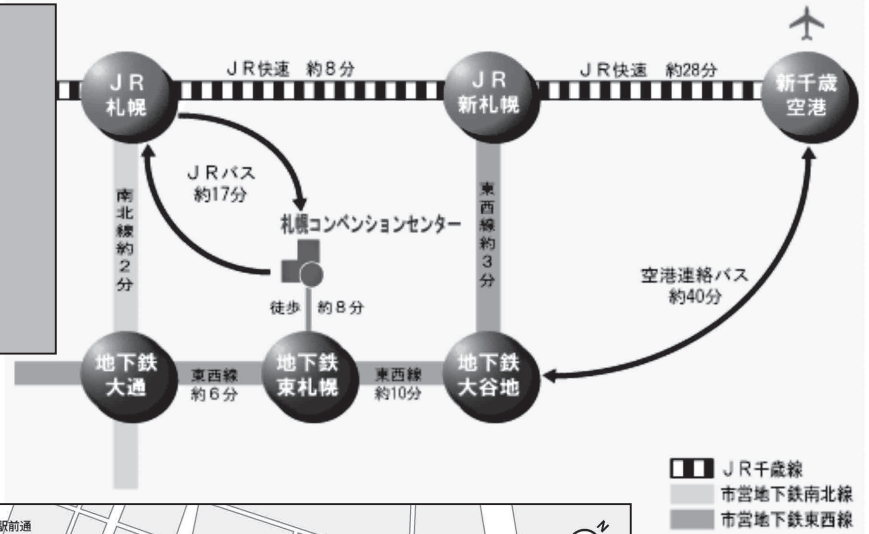 JR快速 約8分
JR快速 約28分
JR
札幌
JR
新札幌
新千歳
空港
JRバス
約17分
南北線約2分
東西線約3分
札幌コンベンションセンター
空港連絡バス
約40分
徒歩 約8分
地下鉄
大通
東西線
約6分
地下鉄
東札幌
東西線
約10分
地下鉄
大谷地
JR千歳線
市営地下鉄南北線
市営地下鉄東西線
駅前通
N